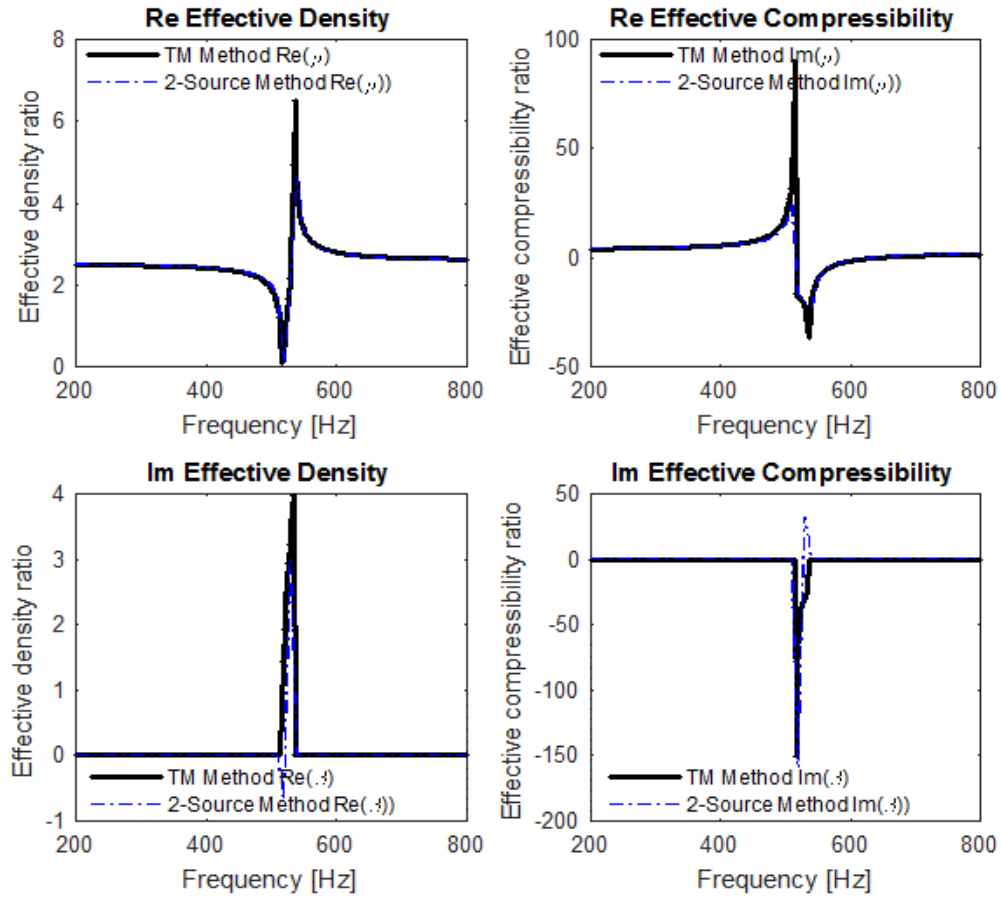 Re Effective Density
8
6
4
2
0
Effective density ratio
TM Method Re(ρ)
2-Source Method Re(ρ))
200 400 600 800
Frequency [Hz]
Re Effective Compressibility
100
50
0
-50
Effective compressibility ratio
TM Method Im(ρ)
2-Source Method Im(ρ))
200 400 600 800
Frequency [Hz]
Im Effective Density
4
3
2
1
0
-1
Effective density ratio
TM Method Re(β)
2-Source Method Re(β))
200 400 600 800
Frequency [Hz]
Im Effective Compressibility
50
0
-50
-100
-150
-200
Effective compressibility ratio
TM Method Im(β)
2-Source Method Im(β))
200 400 600 800
Frequency [Hz]